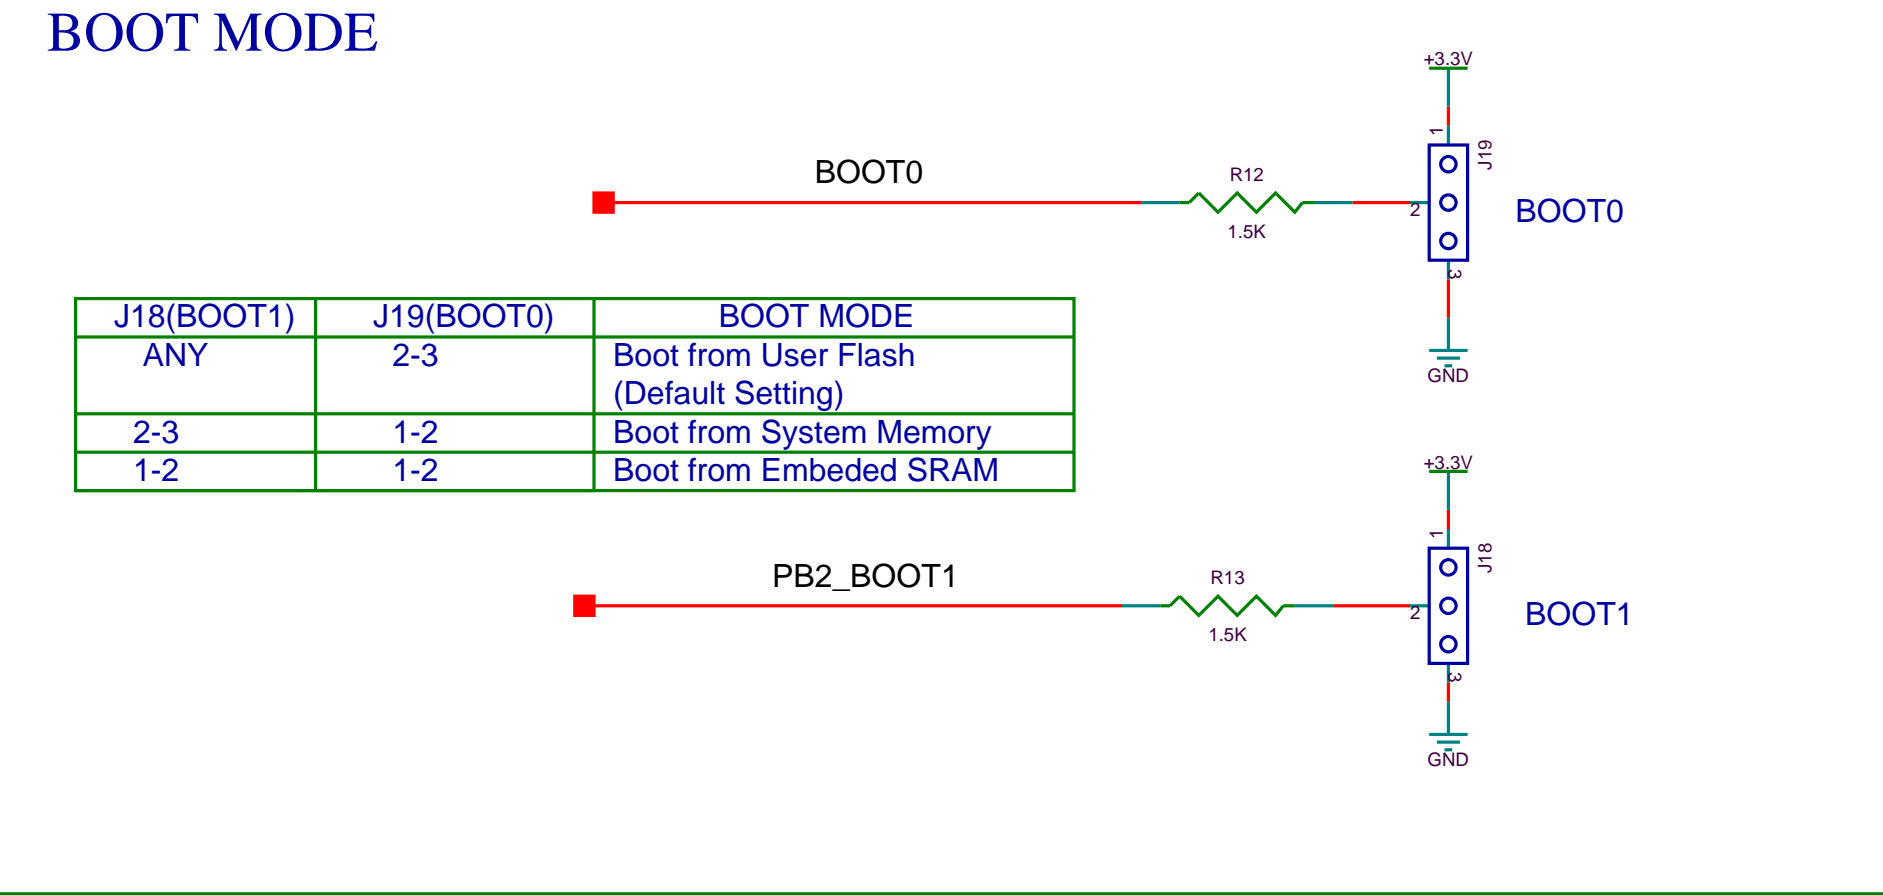 BOOT MODE
+3.3V
1
J19
BOOT0
R12
2
BOOT0
1.5K
3
GND
J18(BOOT1) J19(BOOT0) BOOT MODE
ANY 2-3 Boot from User Flash
(Default Setting)
2-3 1-2 Boot from System Memory
1-2 1-2 Boot from Embeded SRAM
+3.3V
1
J18
PB2_BOOT1
R13
2
BOOT1
1.5K
3
GND